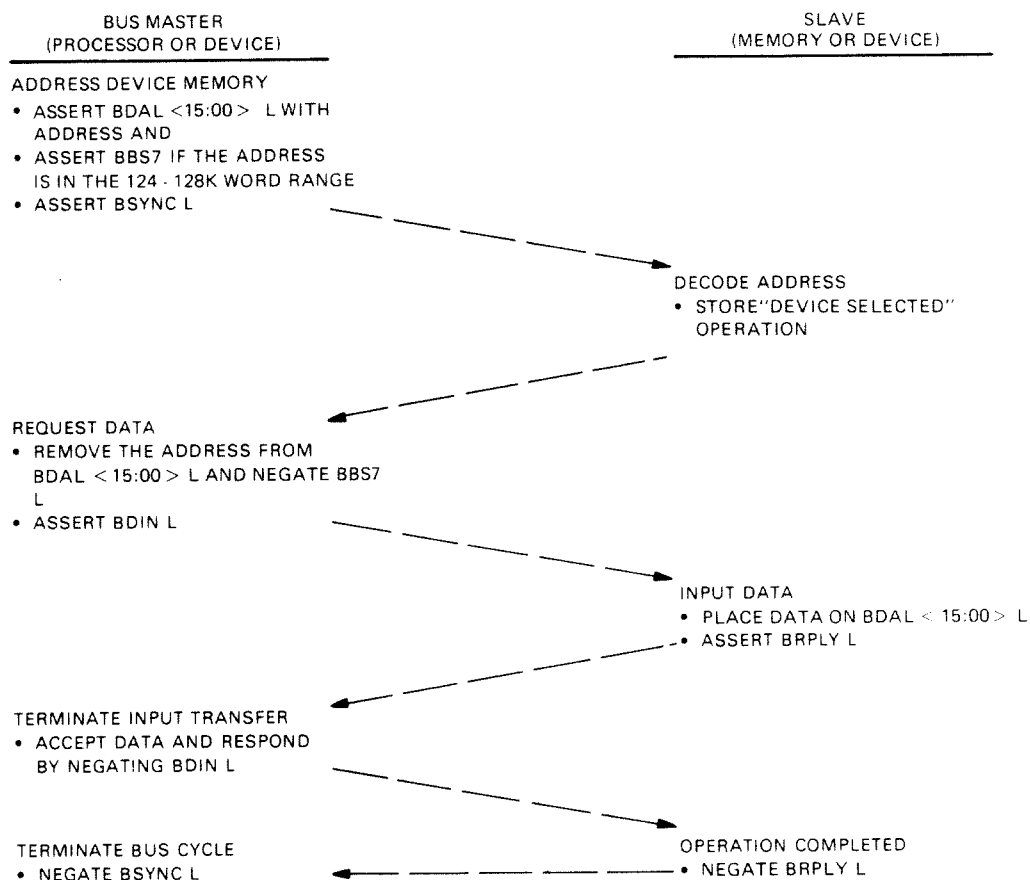 BUS MASTER
(PROCESSOR OR DEVICE)
SLAVE
(MEMORY OR DEVICE)
ADDRESS DEVICE MEMORY
• ASSERT BDAL <15:00> L WITH
ADDRESS AND
• ASSERT BBS7 IF THE ADDRESS
IS IN THE 124 - 128K WORD RANGE
• ASSERT BSYNC L
DECODE ADDRESS
• STORE"DEVICE SELECTED"
OPERATION
REQUEST DATA
• REMOVE THE ADDRESS FROM
BDAL <15:00> L AND NEGATE BBS7
L
• ASSERT BDIN L
INPUT DATA
• PLACE DATA ON BDAL <15:00> L
• ASSERT BRPLY L
TERMINATE INPUT TRANSFER
• ACCEPT DATA AND RESPOND
BY NEGATING BDIN L
OPERATION COMPLETED
• NEGATE BRPLY L
TERMINATE BUS CYCLE
• NEGATE BSYNC L